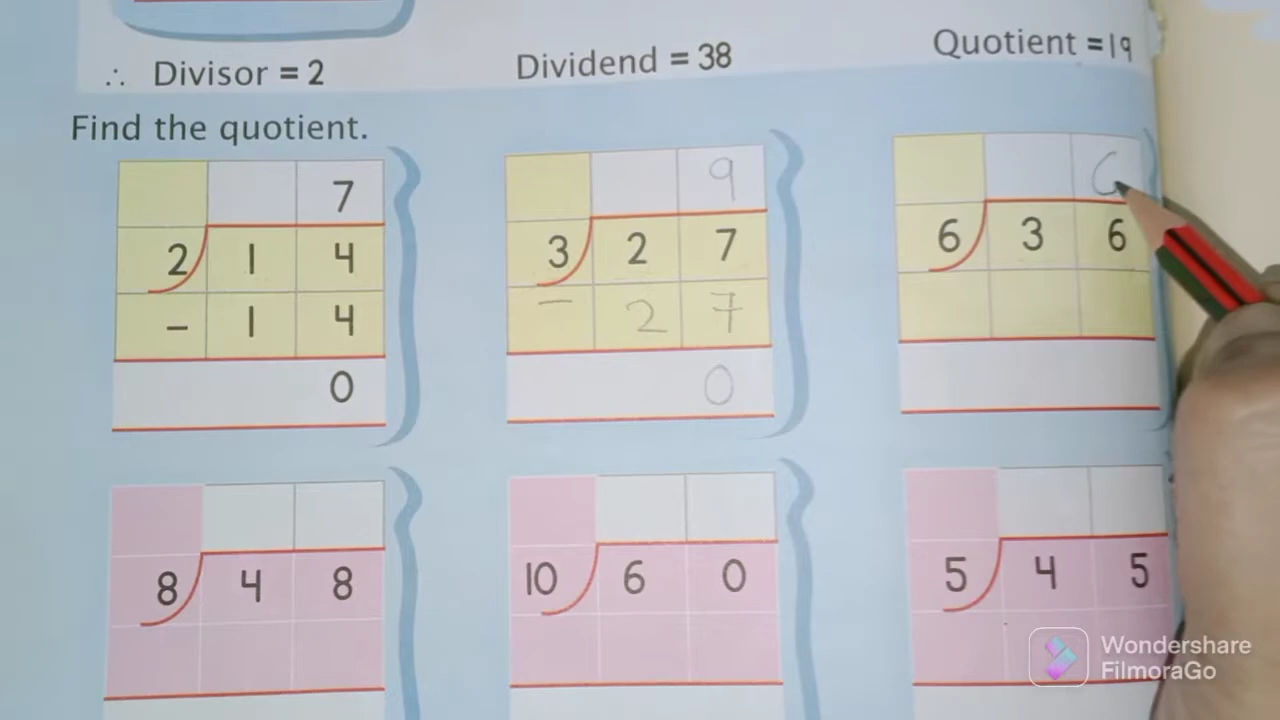 ∴ Divisor = 2 Dividend = 38 Quotient = 19
Find the quotient.
7 9 6
2 1 4 3 2 7 6 3 6
- 1 4 - 2 7
0 0
8 4 8 10 6 0 5 4 5
Wondershare
FilmoraGo